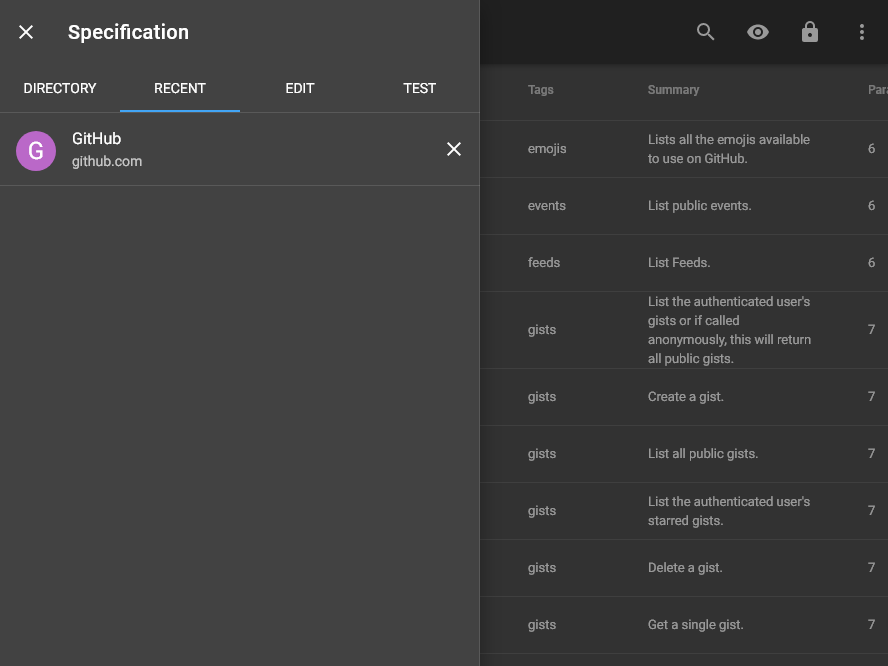 Specification
DIRECTORY RECENT EDIT TEST
G
GitHub
github.com
Tags Summary
emojis Lists all the emojis available
to use on GitHub. 6
events List public events. 6
feeds List Feeds. 6
gists List the authenticated user's
gists or if called
anonymously, this will return
all public gists. 7
gists Create a gist. 7
gists List all public gists. 7
gists List the authenticated user's
starred gists. 7
gists Delete a gist. 7
gists Get a single gist. 7